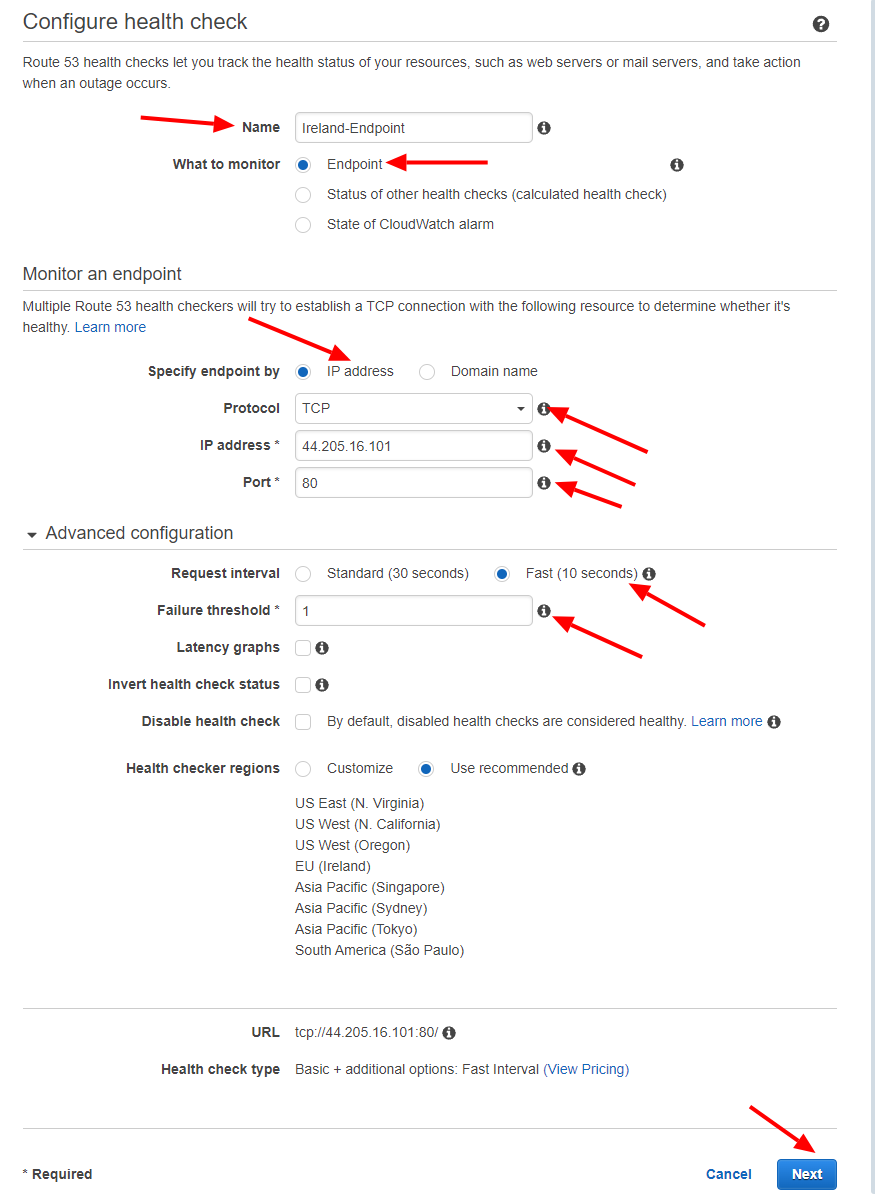 Configure health check
Route 53 health checks let you track the health status of your resources, such as web servers or mail servers, and take action
when an outage occurs.
Name Ireland-Endpoint
What to monitor Endpoint
Status of other health checks (calculated health check)
State of CloudWatch alarm
Monitor an endpoint
Multiple Route 53 health checkers will try to establish a TCP connection with the following resource to determine whether it's
healthy. Learn more
Specify endpoint by IP address Domain name
Protocol TCP
IP address * 44.205.16.101
Port * 80
Advanced configuration
Request interval Standard (30 seconds) Fast (10 seconds)
Failure threshold * 1
Latency graphs
Invert health check status
Disable health check By default, disabled health checks are considered healthy. Learn more
Health checker regions Customize Use recommended
US East (N. Virginia)
US West (N. California)
US West (Oregon)
EU (Ireland)
Asia Pacific (Singapore)
Asia Pacific (Sydney)
Asia Pacific (Tokyo)
South America (São Paulo)
URL tcp://44.205.16.101:80/
Health check type Basic + additional options: Fast Interval (View Pricing)
* Required Cancel Next